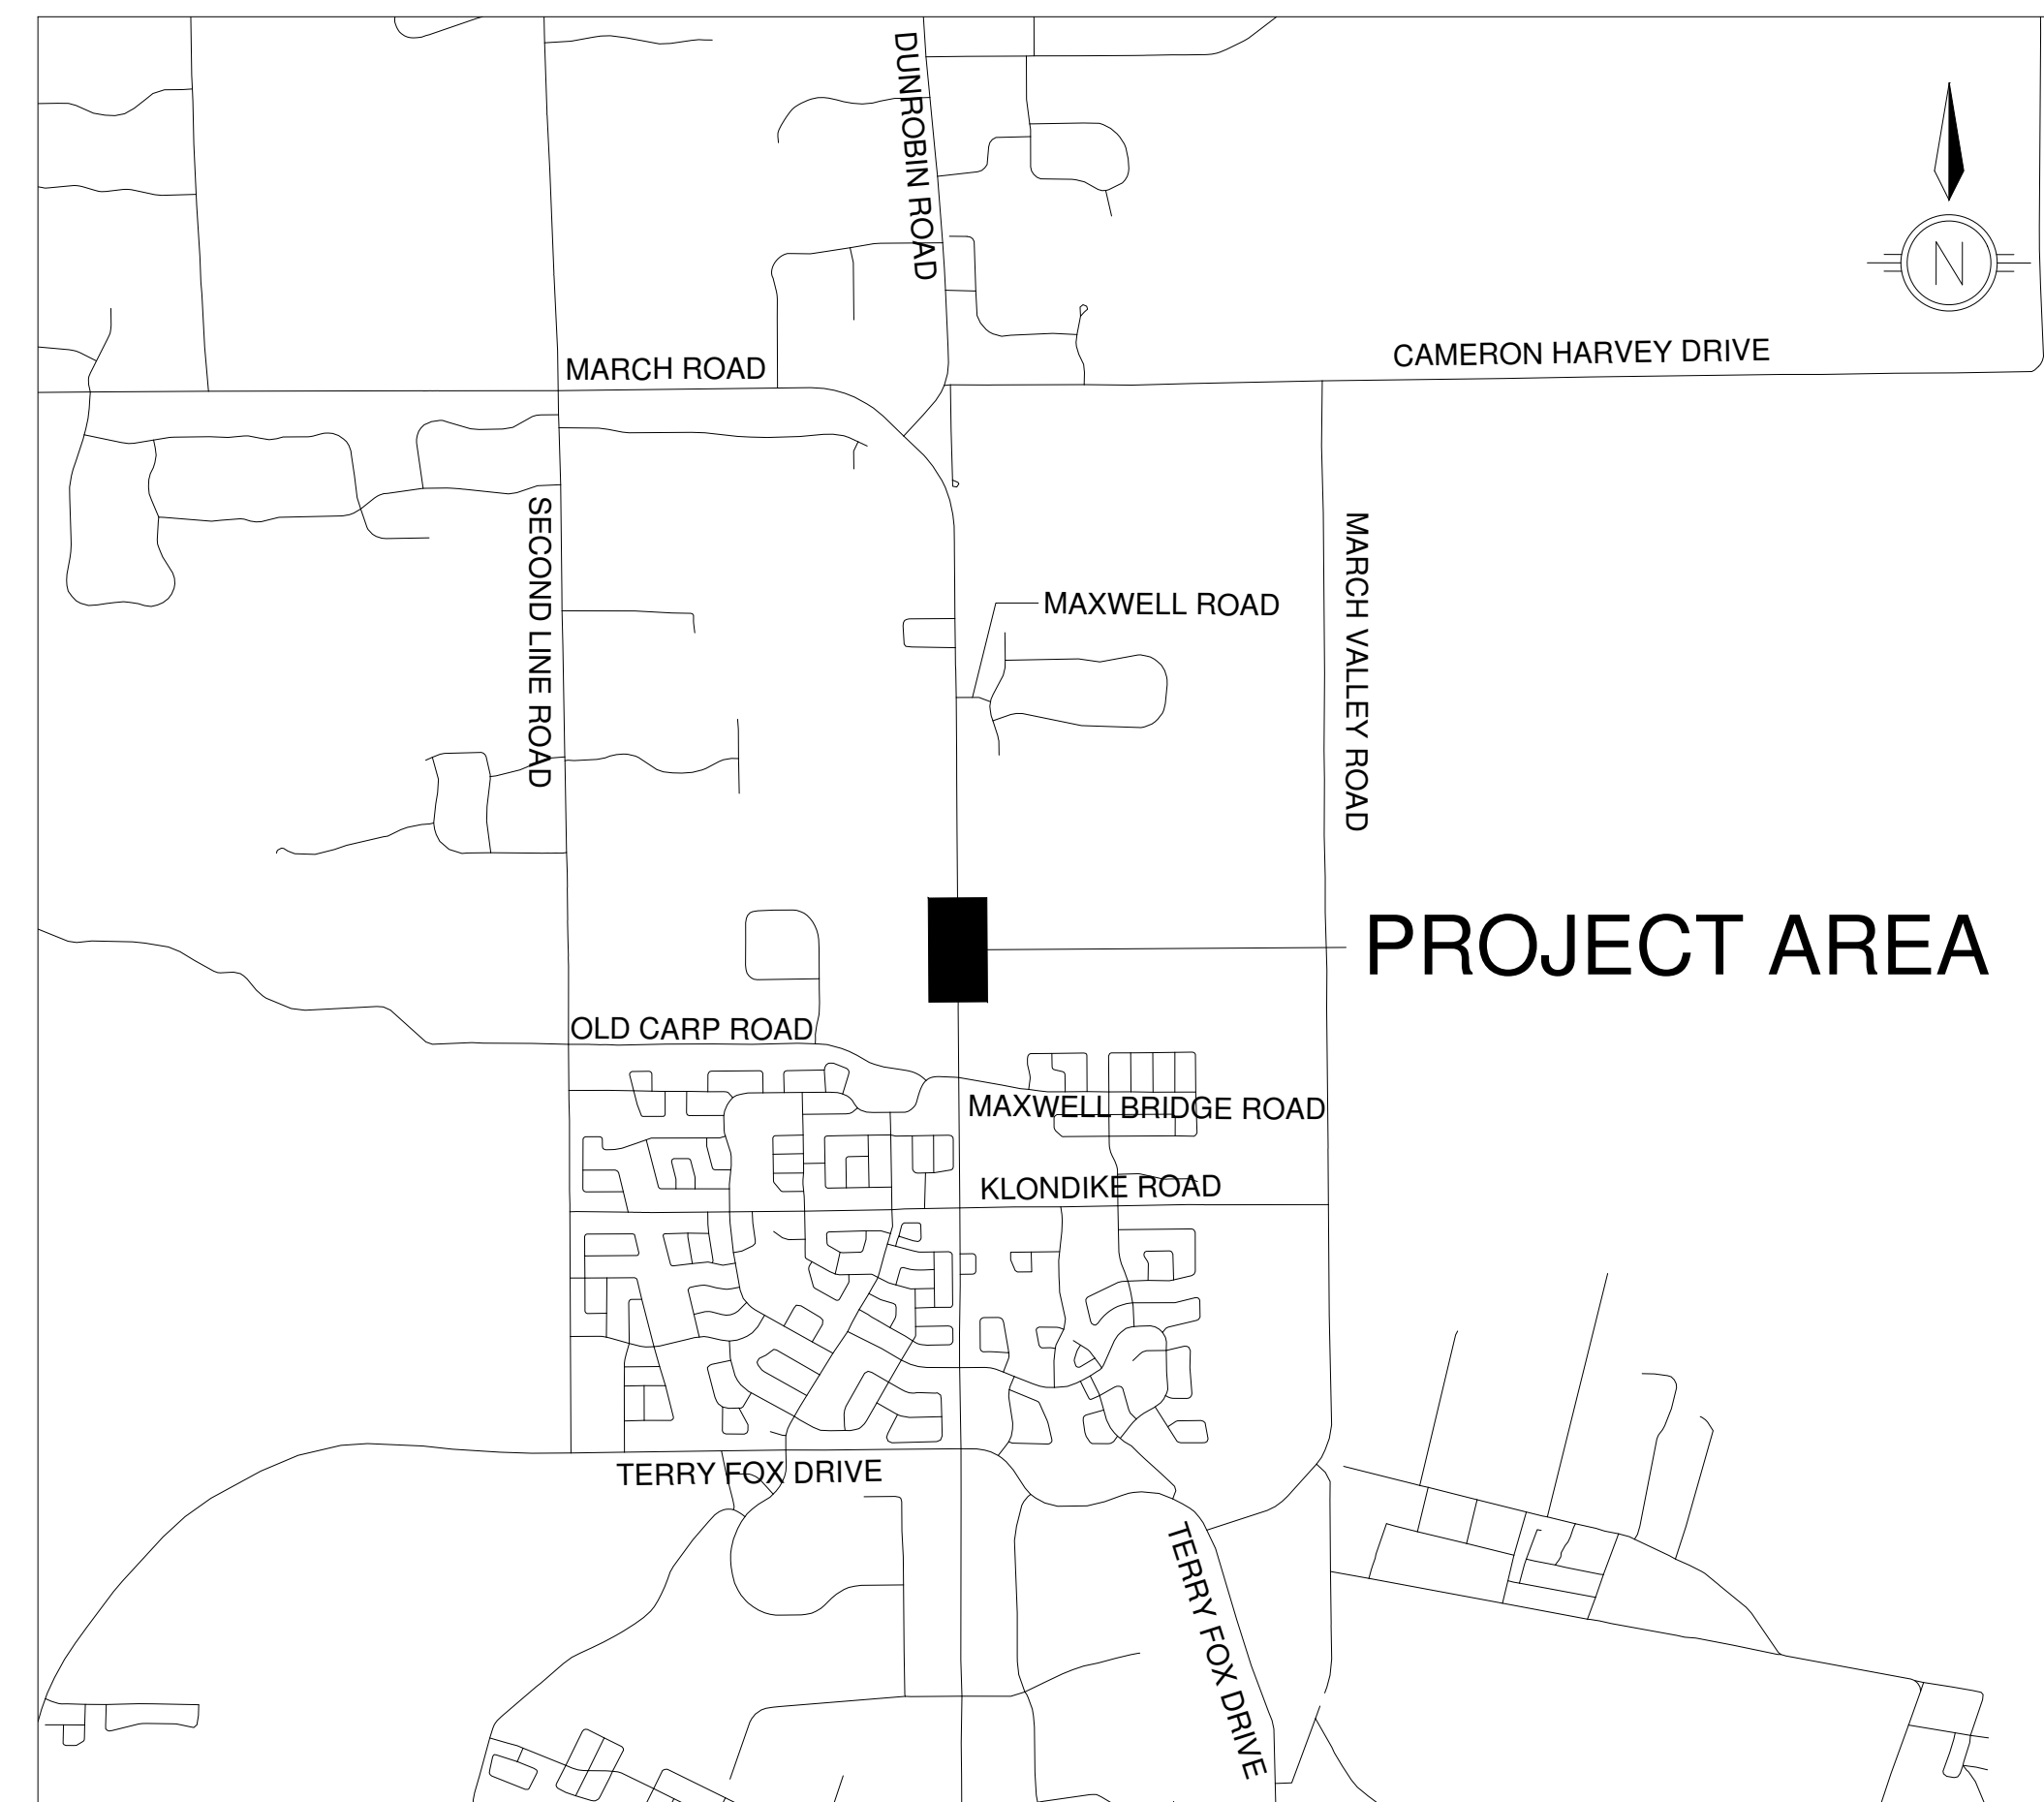 DUNROBIN ROAD
N
CAMERON HARVEY DRIVE
MARCH ROAD
SECOND LINE ROAD
MARCH VALLEY ROAD
MAXWELL ROAD
PROJECT AREA
OLD CARP ROAD
MAXWELL BRIDGE ROAD
KLONDIKE ROAD
TERRY FOX DRIVE
TERRY FOX DRIVE